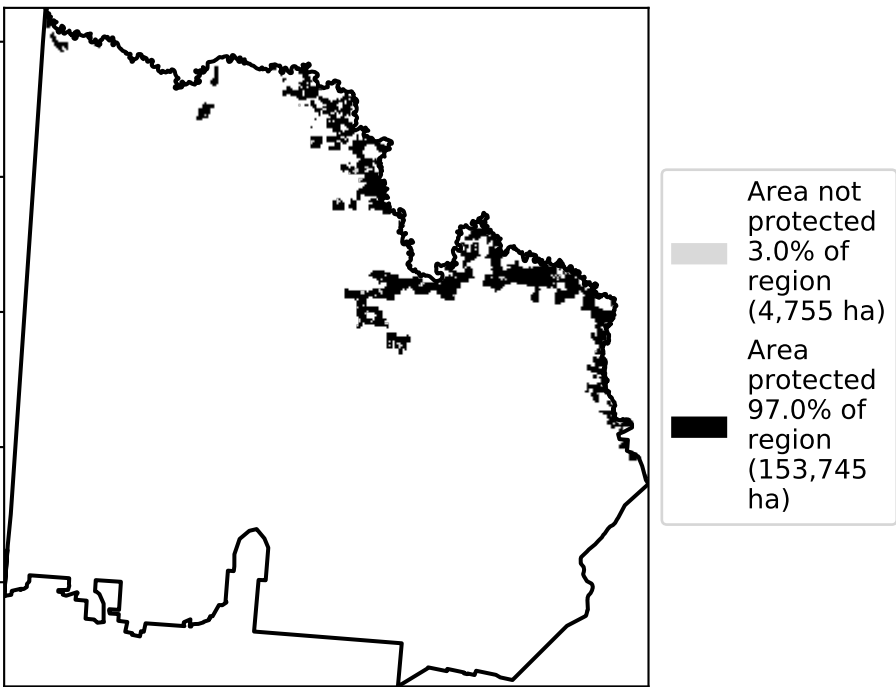 Area not
protected
3.0% of
region
(4,755 ha)
Area
protected
97.0% of
region
(153,745
ha)